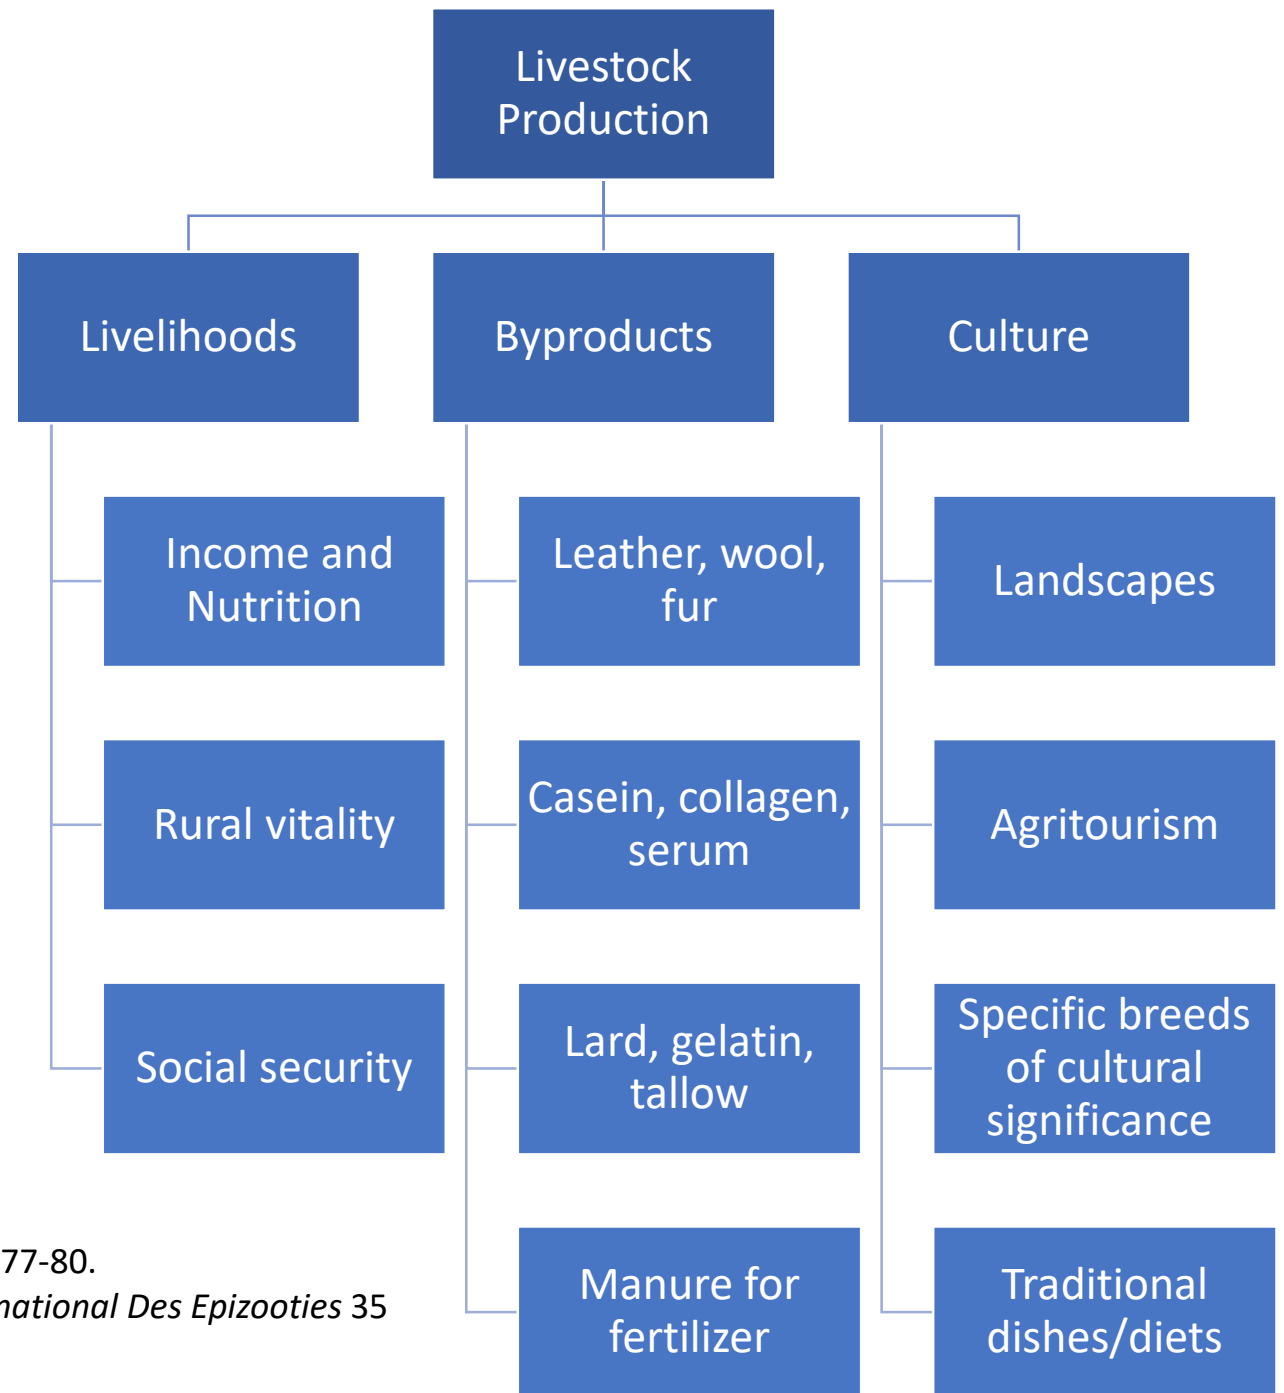 Livestock
Production
Livelihoods
Income and
Nutrition
Rural vitality
Social security
Byproducts
Leather, wool,
fur
Casein, collagen,
serum
Lard, gelatin,
tallow
Manure for
fertilizer
Culture
Landscapes
Agritourism
Specific breeds
of cultural
significance
Traditional
dishes/diets
77-80.
national Des Epizooties 35